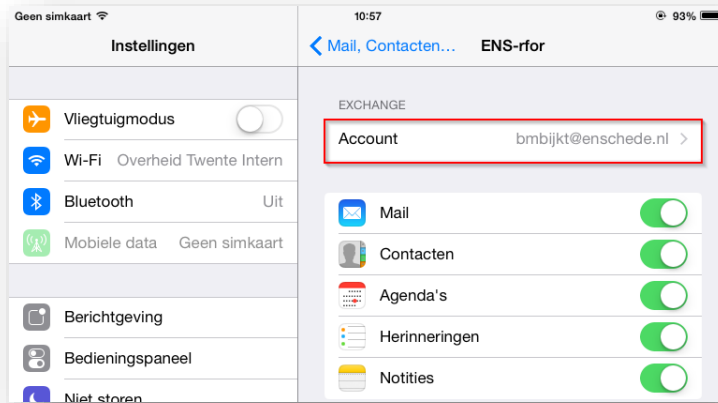 Geen simkaart
10:57
93%
Instellingen
Mail, Contacten...
ENS-rfor
Vliegtuigmodus
Wi-Fi Overheid Twente Intern
Bluetooth Uit
Mobiele data Geen simkaart
Berichtgeving
Bedieningspaneel
Niet storen
EXCHANGE
Account bmbijkt@enschede.nl
Mail
Contacten
Agenda's
Herinneringen
Notities